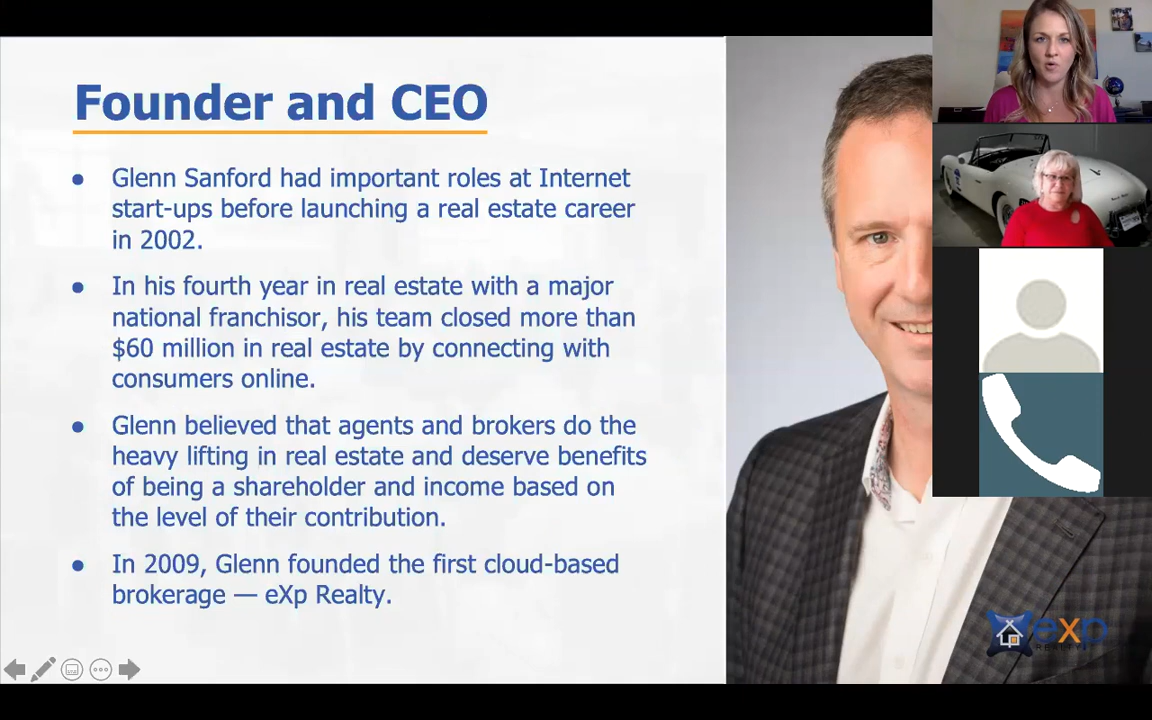 Founder and CEO
● Glenn Sanford had important roles at Internet
start-ups before launching a real estate career
in 2002.
● In his fourth year in real estate with a major
national franchisor, his team closed more than
$60 million in real estate by connecting with
consumers online.
● Glenn believed that agents and brokers do the
heavy lifting in real estate and deserve benefits
of being a shareholder and income based on
the level of their contribution.
● In 2009, Glenn founded the first cloud-based
brokerage — eXp Realty.
eXp
REALTY